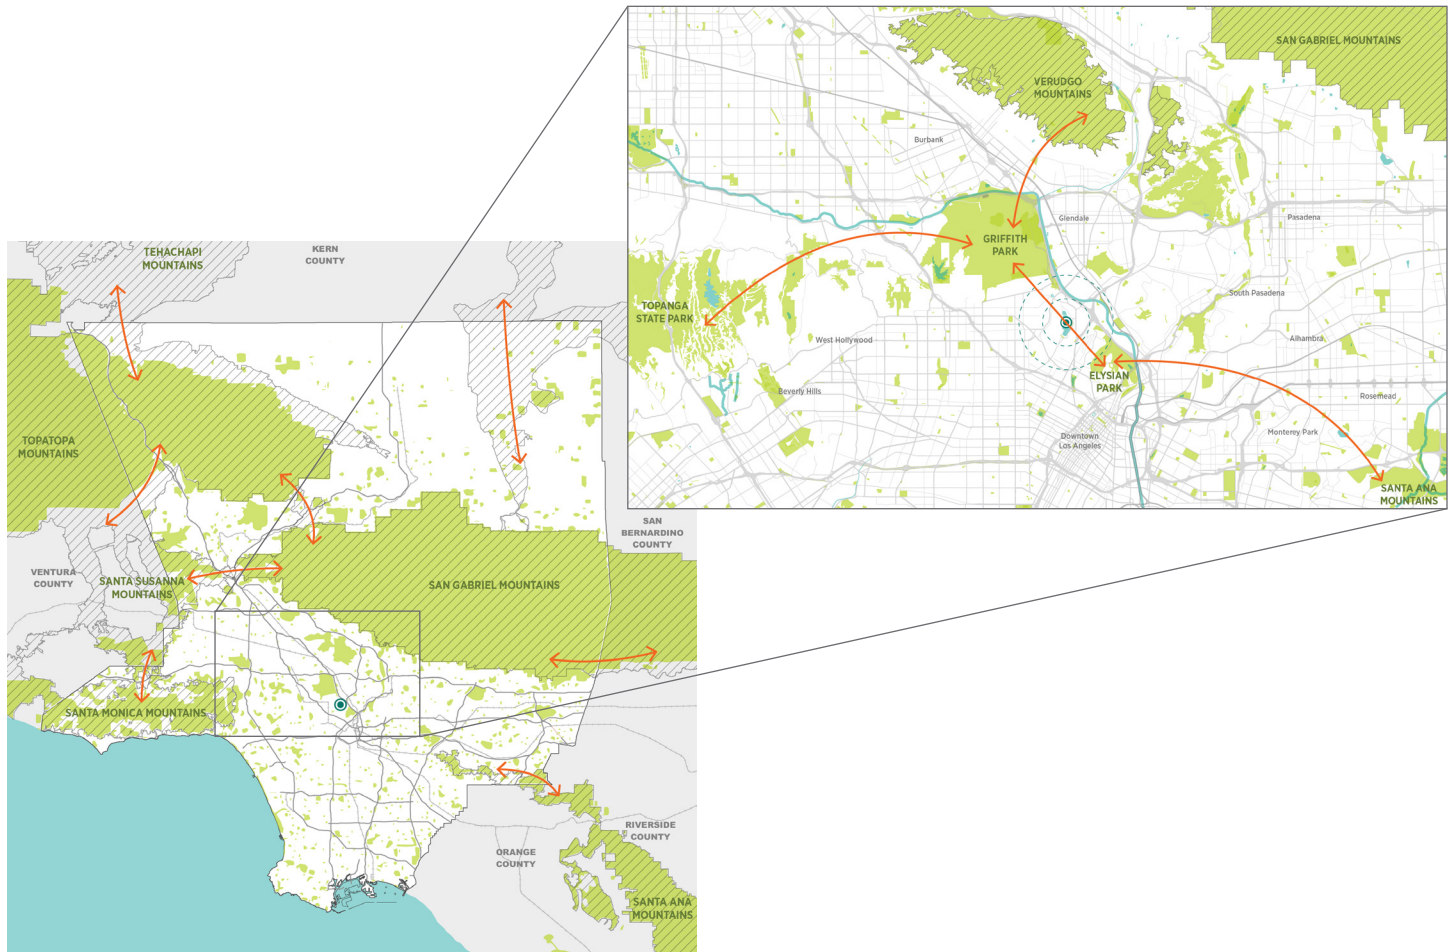 SAN GABRIEL MOUNTAINS
VERUDGO
MOUNTAINS
Burbank
Glendale
Pasadena
GRIFFITH
PARK
South Pasadena
TOPANGA
STATE PARK
West Hollywood
Alhambra
ELYSIAN
PARK
Beverly Hills
Rosemead
Monterey Park
Downtown
Los Angeles
SANTA ANA
MOUNTAINS
TEHACHAPI
MOUNTAINS
KERN
COUNTY
TOPATOPA
MOUNTAINS
SAN
BERNARDINO
COUNTY
VENTURA
COUNTY
SANTA SUSANNA
MOUNTAINS
SAN GABRIEL MOUNTAINS
SANTA MONICA MOUNTAINS
RIVERSIDE
COUNTY
ORANGE
COUNTY
SANTA ANA
MOUNTAINS